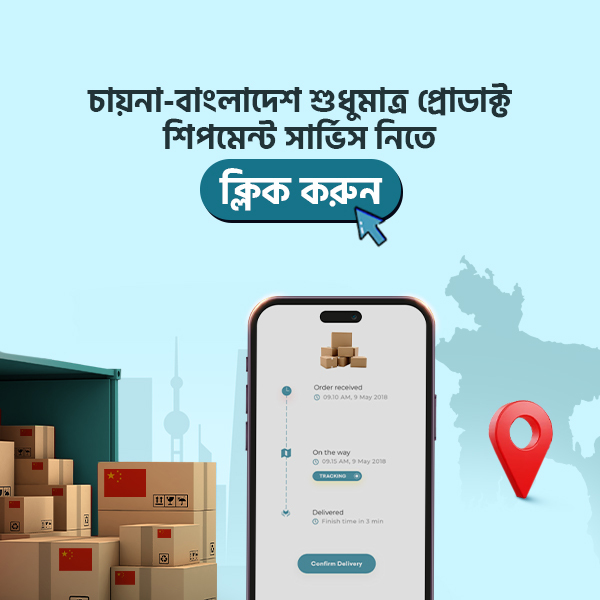 চায়না-বাংলাদেশ শুধুমাত্র প্রোডাক্ট
শিপমেন্ট সার্ভিস নিতে
ক্লিক করুন
Order received
09.10 AM, 9 May 2018
On the way
09.15 AM, 9 May 2018
TRACKING
Delivered
Finish time in 3 min
Confirm Delivery